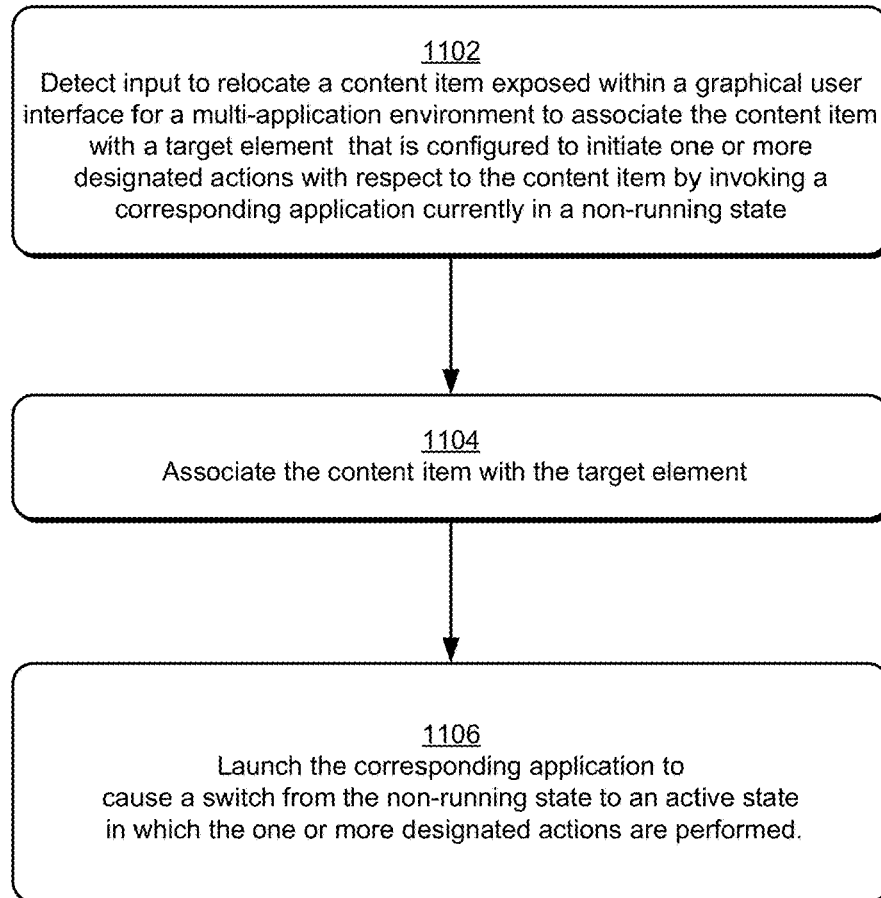 1102
Detect input to relocate a content item exposed within a graphical user
interface for a multi-application environment to associate the content item
with a target element that is configured to initiate one or more
designated actions with respect to the content item by invoking a
corresponding application currently in a non-running state
1104
Associate the content item with the target element
1106
Launch the corresponding application to
cause a switch from the non-running state to an active state
in which the one or more designated actions are performed.